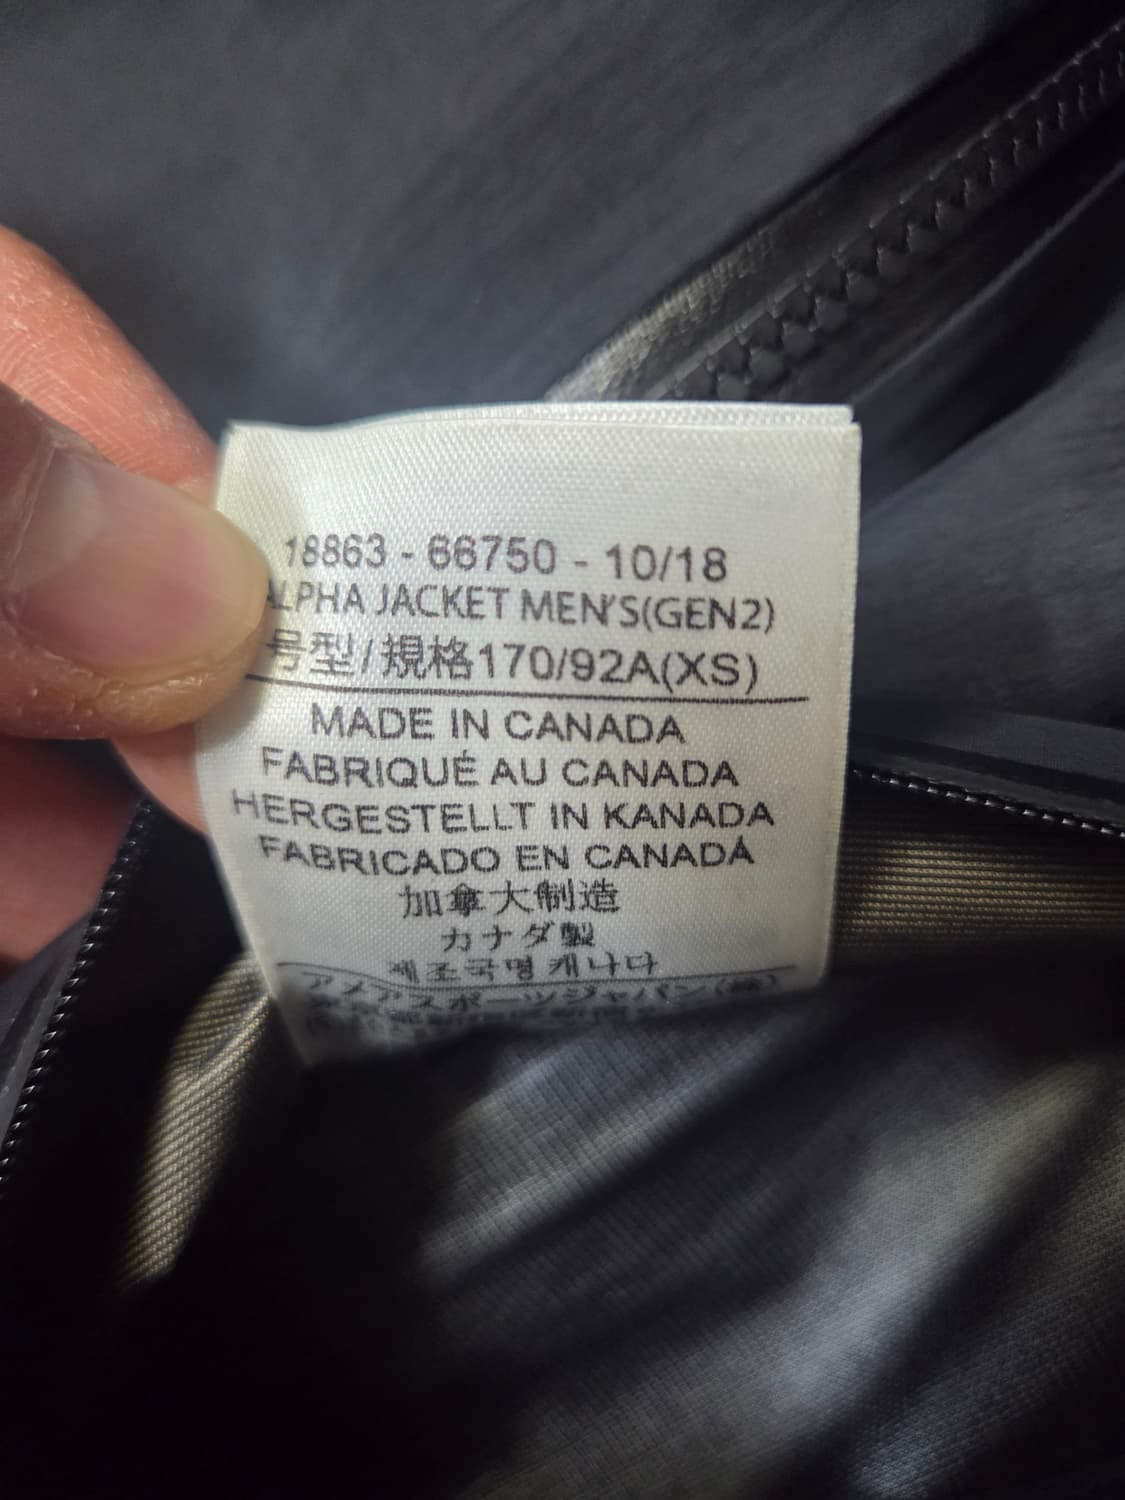 18863 - 66750 - 10/18
ALPHA JACKET MEN'S(GEN2)
号型/規格170/92A(XS)
MADE IN CANADA
FABRIQUÉ AU CANADA
HERGESTELLT IN KANADA
FABRICADO EN CANADÁ
加拿大制造
カナダ製
제조국명 캐나다
アメアスポーツジャパン(株)